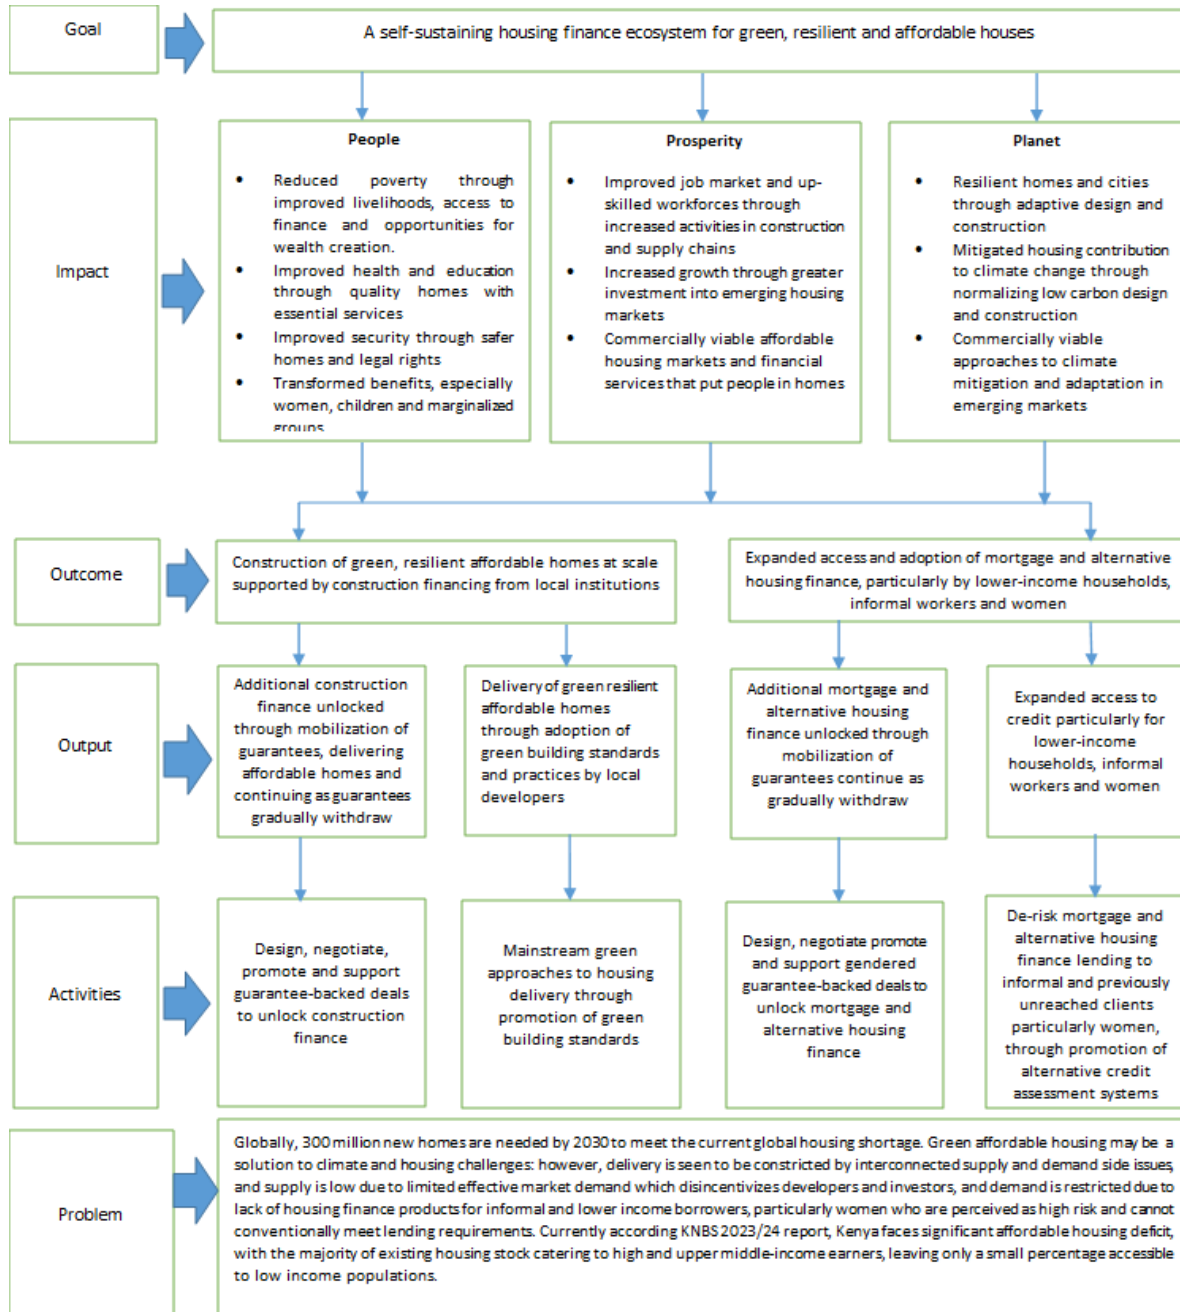 Goal
A self-sustaining housing finance ecosystem for green, resilient and affordable houses
Impact
People
• Reduced poverty through
improved livelihoods, access to
finance and opportunities for
wealth creation.
• Improved health and education
through quality homes with
essential services
• Improved security through safer
homes and legal rights
• Transformed benefits, especially
women, children and marginalized
groups
Prosperity
• Improved job market and up-
skilled workforces through
increased activities in construction
and supply chains
• Increased growth through greater
investment into emerging housing
markets
• Commercially viable affordable
housing markets and financial
services that put people in homes
Planet
• Resilient homes and cities
through adaptive design and
construction
• Mitigated housing contribution
to climate change through
normalizing low carbon design
and construction
• Commercially viable
approaches to climate
mitigation and adaptation in
emerging markets
Outcome
Construction of green, resilient affordable homes at scale
supported by construction financing from local institutions
Expanded access and adoption of mortgage and alternative
housing finance, particularly by lower-income households,
informal workers and women
Output
Additional construction
finance unlocked
through mobilization of
guarantees, delivering
affordable homes and
continuing as guarantees
gradually withdraw
Delivery of green resilient
affordable homes
through adoption of
green building standards
and practices by local
developers
Additional mortgage and
alternative housing
finance unlocked through
mobilization of
guarantees continue as
gradually withdraw
Expanded access to
credit particularly for
lower-income
households, informal
workers and women
Activities
Design, negotiate,
promote and support
guarantee-backed deals
to unlock construction
finance
Mainstream green
approaches to housing
delivery through
promotion of green
building standards
Design, negotiate promote
and support gendered
guarantee-backed deals to
unlock mortgage and
alternative housing
finance
De-risk mortgage and
alternative housing
finance lending to
informal and previously
unreached clients
particularly women,
through promotion of
alternative credit
assessment systems
Problem
Globally, 300 million new homes are needed by 2030 to meet the current global housing shortage. Green affordable housing may be a
solution to climate and housing challenges: however, delivery is seen to be constricted by interconnected supply and demand side issues,
and supply is low due to limited effective market demand which disincentivizes developers and investors, and demand is restricted due to
lack of housing finance products for informal and lower income borrowers, particularly women who are perceived as high risk and cannot
conventionally meet lending requirements. Currently according KNBS 2023/24 report, Kenya faces significant affordable housing deficit,
with the majority of existing housing stock catering to high and upper middle-income earners, leaving only a small percentage accessible
to low income populations.